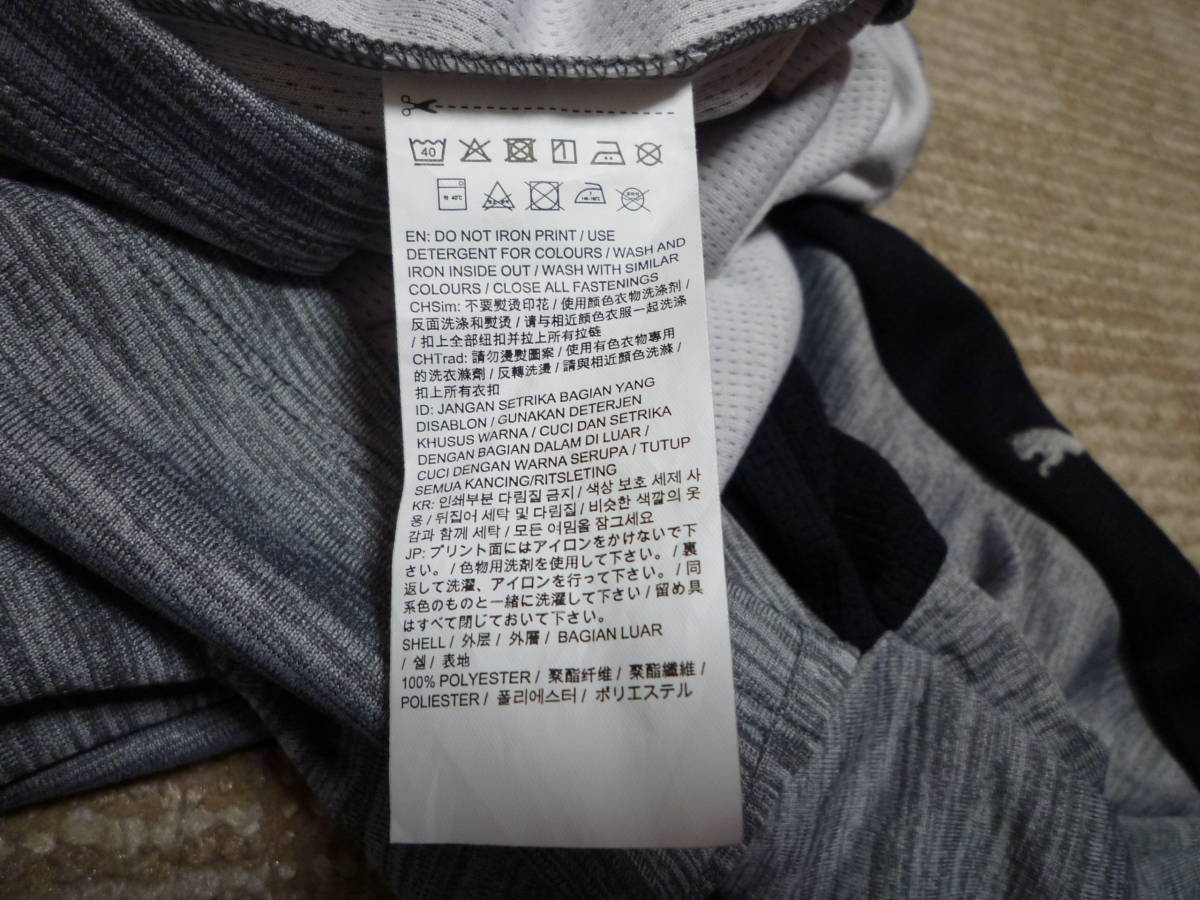 40
EN: DO NOT IRON PRINT / USE
DETERGENT FOR COLOURS / WASH AND
IRON INSIDE OUT / WASH WITH SIMILAR
COLOURS / CLOSE ALL FASTENINGS
CHSim: 不要熨烫印花 / 使用颜色衣物洗涤剂 /
反面洗涤和熨烫 / 请与相近颜色衣服一起洗涤
/ 扣上全部纽扣并拉上所有拉链
CHTrad: 請勿燙熨圖案 / 使用有色衣物專用
的洗衣滌劑 / 反轉洗燙 / 請與相近顏色洗滌 /
扣上所有衣扣
ID: JANGAN SETRIKA BAGIAN YANG
DISABLON / GUNAKAN DETERJEN
KHUSUS WARNA / CUCI DAN SETRIKA
DENGAN BAGIAN DALAM DI LUAR /
CUCI DENGAN WARNA SERUPA / TUTUP
SEMUA KANCING/RITSLETING
KR: 인쇄부분 다림질 금지 / 색상 보호 세제 사
용 / 뒤집어 세탁 및 다림질 / 비슷한 색깔의 옷
감과 함께 세탁 / 모든 여밈을 잠그세요
JP: プリント面にはアイロンをかけないで下
さい。 / 色物用洗剤を使用して下さい。 / 裏
返して洗濯、アイロンを行って下さい。 / 同
系色のものと一緒に洗濯して下さい / 留め具
はすべて閉じておいて下さい。
SHELL / 外层 / 外層 / BAGIAN LUAR
/ 쉘 / 表地
100% POLYESTER / 聚酯纤维 / 聚酯纖維 /
POLIESTER / 폴리에스터 / ポリエステル